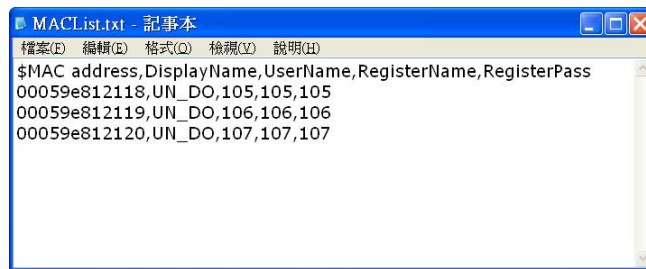 MACList.txt - 記事本
檔案(F) 編輯(E) 格式(O) 檢視(V) 說明(H)
$MAC address,DisplayName,UserName,RegisterName,RegisterPass
00059e812118,UN_DO,105,105,105
00059e812119,UN_DO,106,106,106
00059e812120,UN_DO,107,107,107